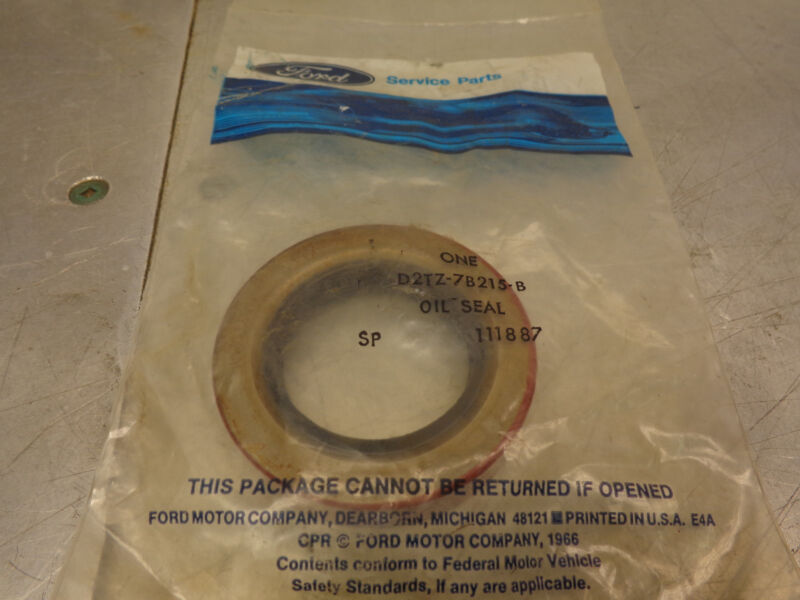 Ford
Service Parts
ONE
D2TZ-7B215-B
OIL SEAL
SP 111887
THIS PACKAGE CANNOT BE RETURNED IF OPENED
FORD MOTOR COMPANY, DEARBORN, MICHIGAN 48121 PRINTED IN U.S.A. E4A
CPR © FORD MOTOR COMPANY, 1966
Contents conform to Federal Motor Vehicle
Safety Standards, If any are applicable.